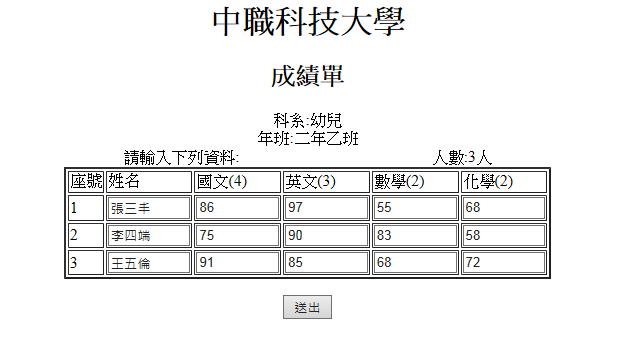 中職科技大學
成績單
科系:幼兒
年班:二年乙班
請輸入下列資料: 人數:3人
座號 姓名 國文(4) 英文(3) 數學(2) 化學(2)
1 張三丰 86 97 55 68
2 李四端 75 90 83 58
3 王五倫 91 85 68 72
送出